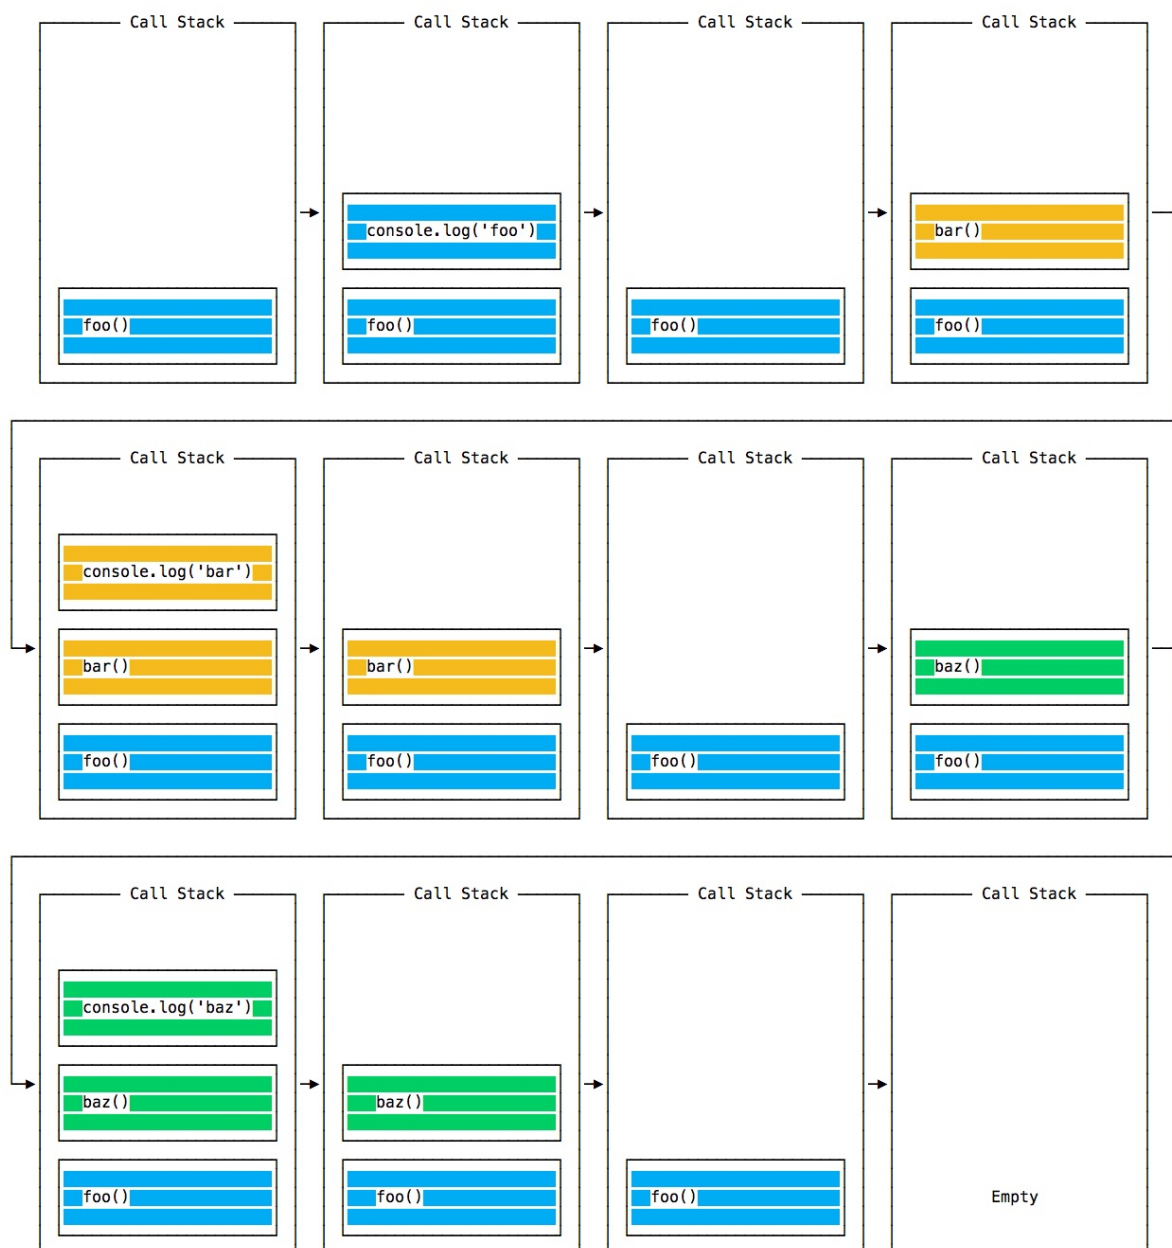 Call Stack
Call Stack
Call Stack
Call Stack
console.log('foo')
bar()
foo()
foo()
foo()
foo()
Call Stack
Call Stack
Call Stack
Call Stack
console.log('bar')
bar()
bar()
baz()
foo()
foo()
foo()
foo()
Call Stack
Call Stack
Call Stack
Call Stack
console.log('baz')
baz()
baz()
foo()
foo()
foo()
Empty